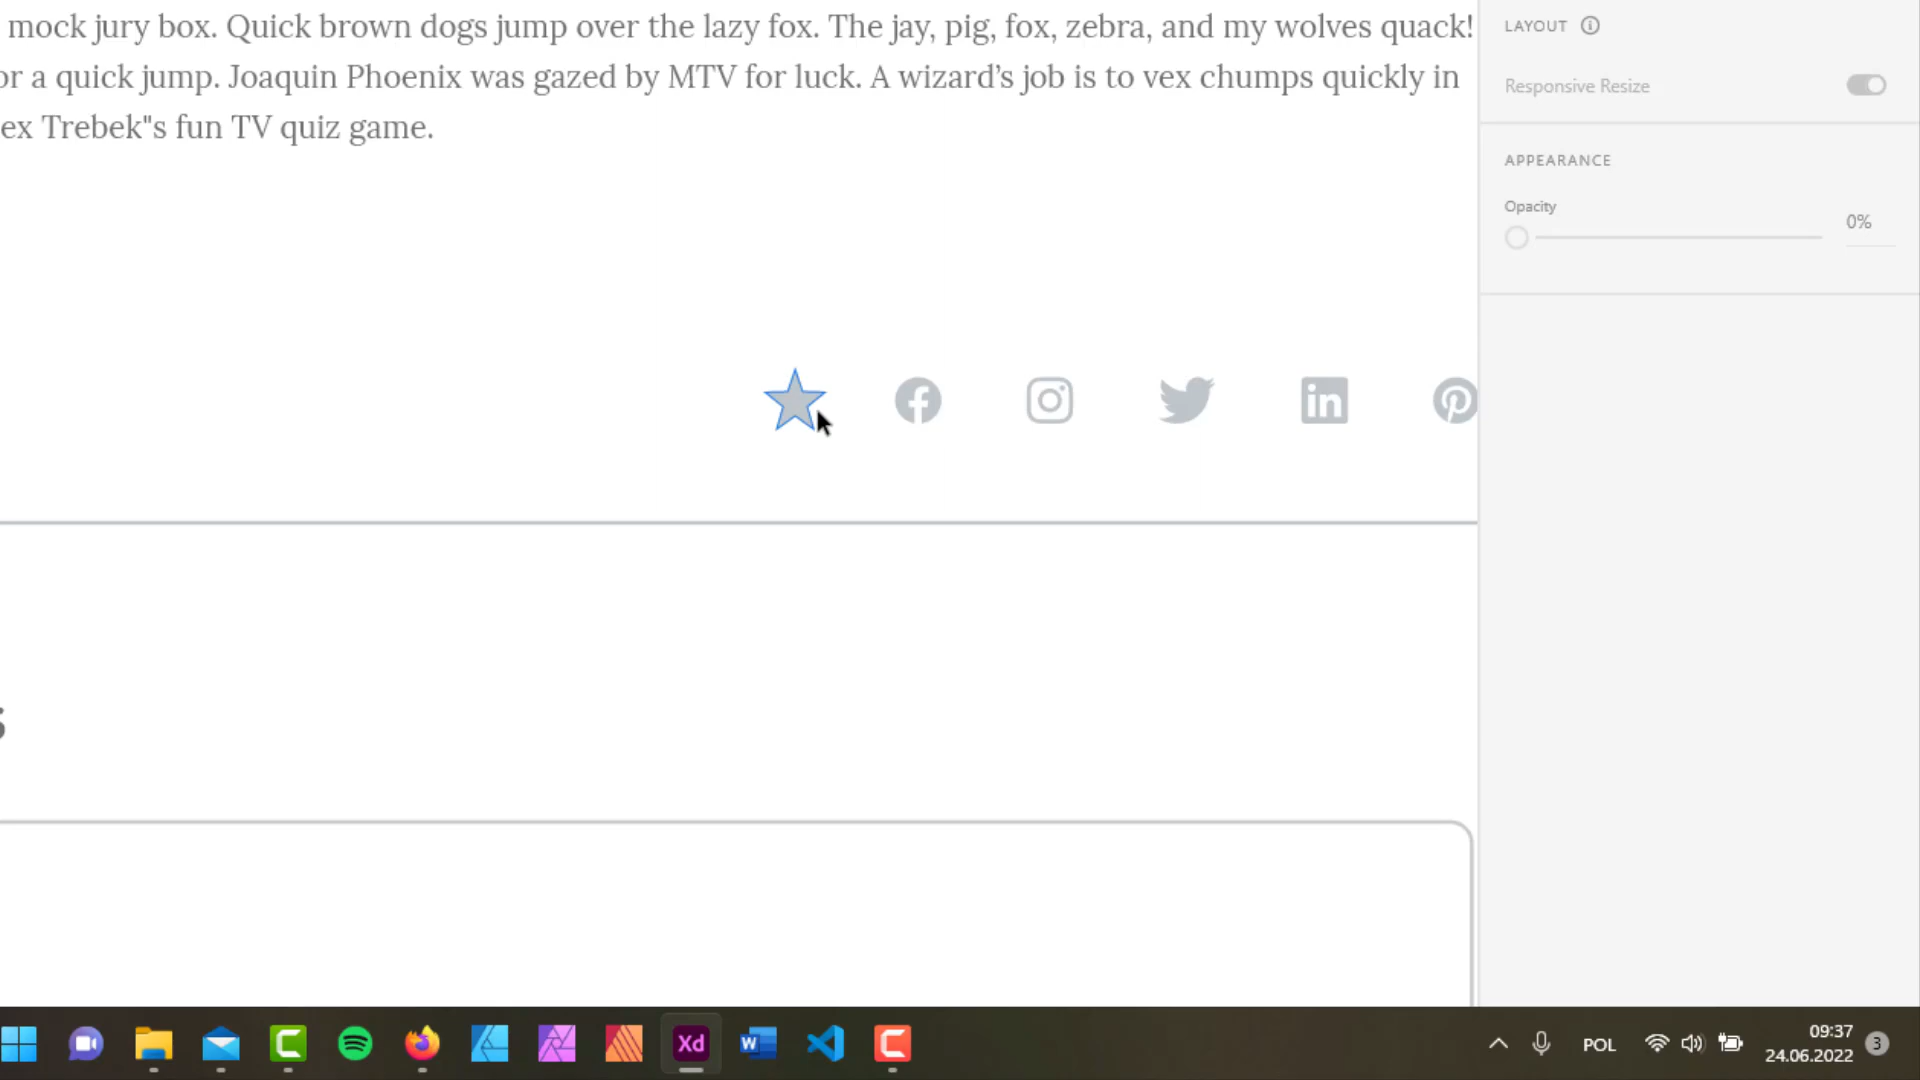 mock jury box. Quick brown dogs jump over the lazy fox. The jay, pig, fox, zebra, and my wolves quack!
or a quick jump. Joaquin Phoenix was gazed by MTV for luck. A wizard’s job is to vex chumps quickly in
ex Trebek"s fun TV quiz game.
LAYOUT
Responsive Resize
APPEARANCE
Opacity
0%
in
s
Xd
W
POL
09:37
24.06.2022
3